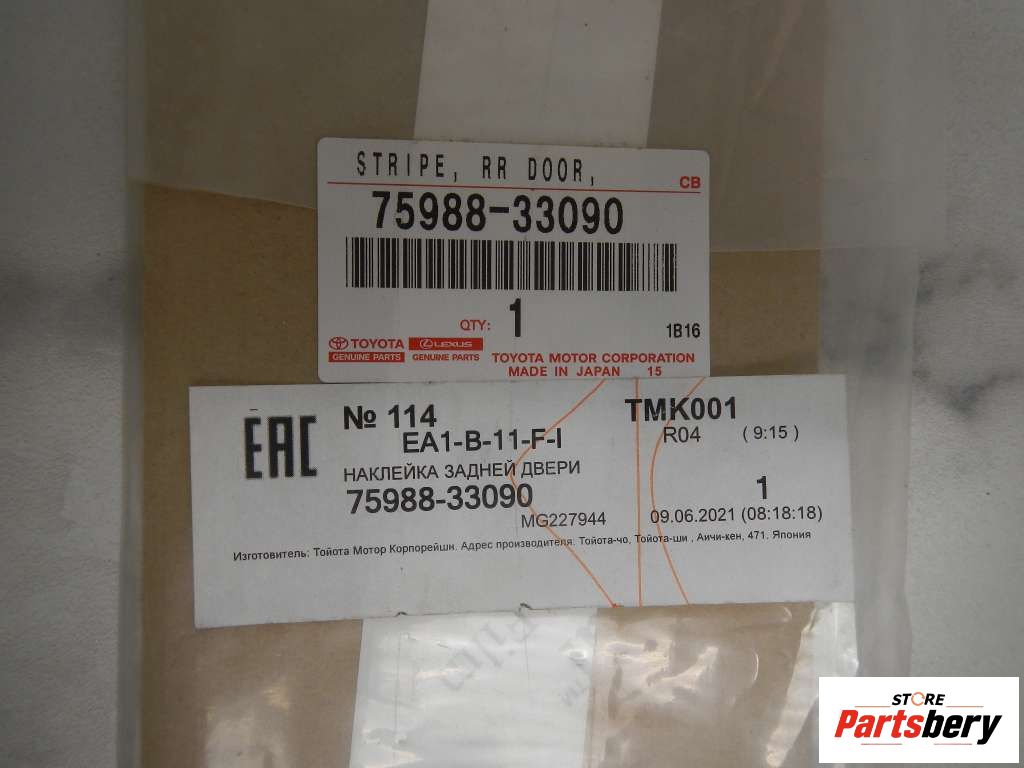 STRIPE, RR DOOR,
CB
75988-33090
QTY: 1
1B16
TOYOTA LEXUS
GENUINE PARTS GENUINE PARTS
TOYOTA MOTOR CORPORATION
MADE IN JAPAN 15
EAC
№ 114
TMK001
EA1-B-11-F-I
R04 ( 9:15 )
НАКЛЕЙКА ЗАДНЕЙ ДВЕРИ
75988-33090
1
MG227944
09.06.2021 (08:18:18)
Изготовитель: Тойота Мотор Корпорейшн. Адрес производителя. Тойота-чо, Тойота-ши , Аичи-кен, 471. Япония
STORE
Partsbery